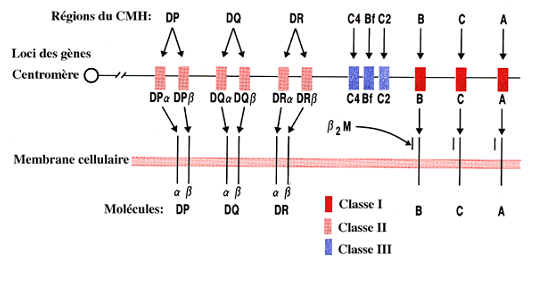 Régions du CMH: DP DQ DR C4 Bf C2 B C A
Loci des gènes
Centromère
DPα DPβ DQα DQβ DRα DRβ C4 Bf C2 B C A
β2M
Membrane cellulaire
α β α β α β
Molécules: DP DQ DR B C A
Classe I
Classe II
Classe III